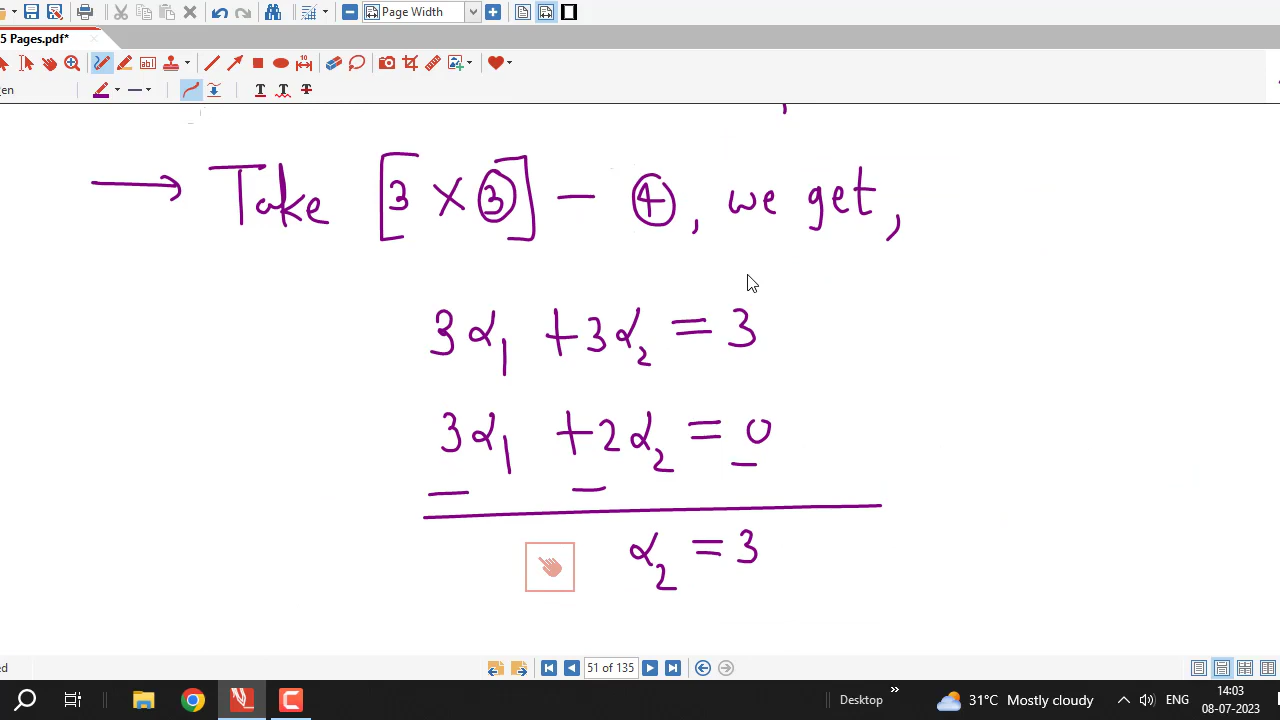 Page Width
5 Pages.pdf*
→ Take [3 × ③] − ④, we get,
3α₁ + 3α₂ = 3
3α₁ + 2α₂ = 0
− − −
α₂ = 3
51 of 135
Desktop » 31°C Mostly cloudy ENG 14:03
08-07-2023